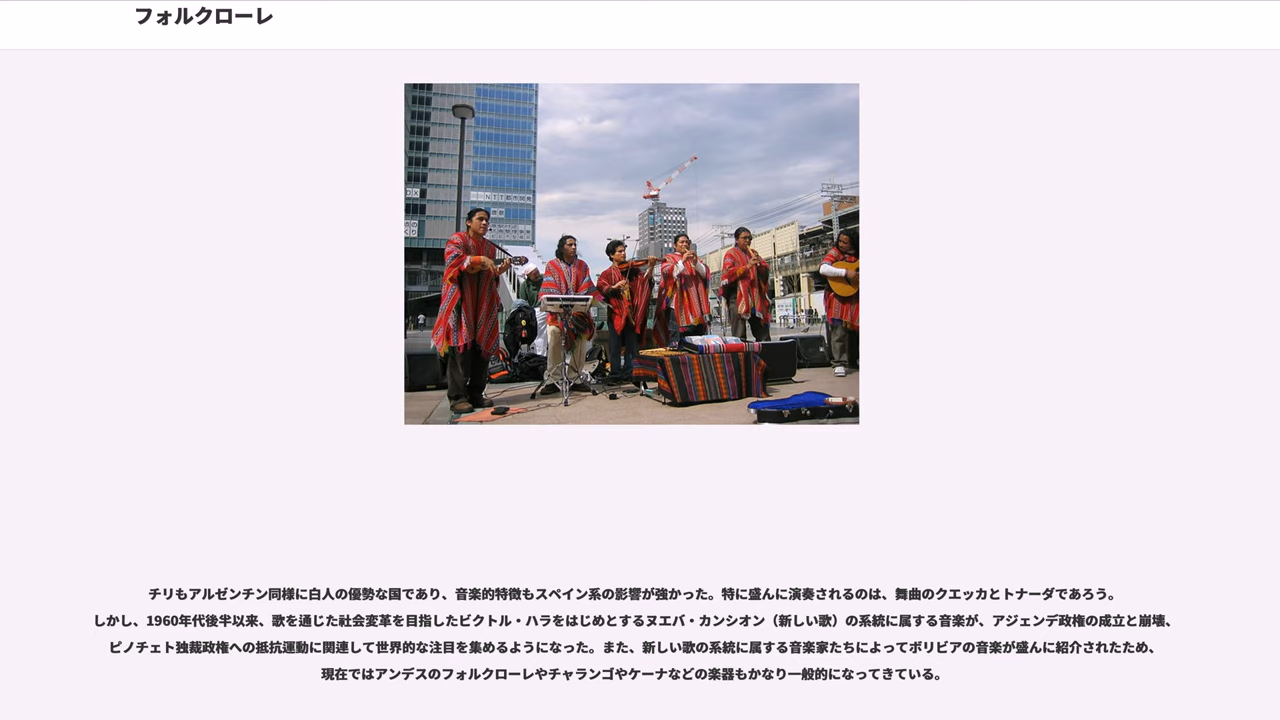 フォルクローレ
NTT都市開発
チリもアルゼンチン同様に白人の優勢な国であり、音楽的特徴もスペイン系の影響が強かった。特に盛んに演奏されるのは、舞曲のクエッカとトナーダであろう。
しかし、1960年代後半以来、歌を通じた社会変革を目指したビクトル・ハラをはじめとするヌエバ・カンシオン（新しい歌）の系統に属する音楽が、アジェンデ政権の成立と崩壊、
ピノチェト独裁政権への抵抗運動に関連して世界的な注目を集めるようになった。また、新しい歌の系統に属する音楽家たちによってボリビアの音楽が盛んに紹介されたため、
現在ではアンデスのフォルクローレやチャランゴやケーナなどの楽器もかなり一般的になってきている。